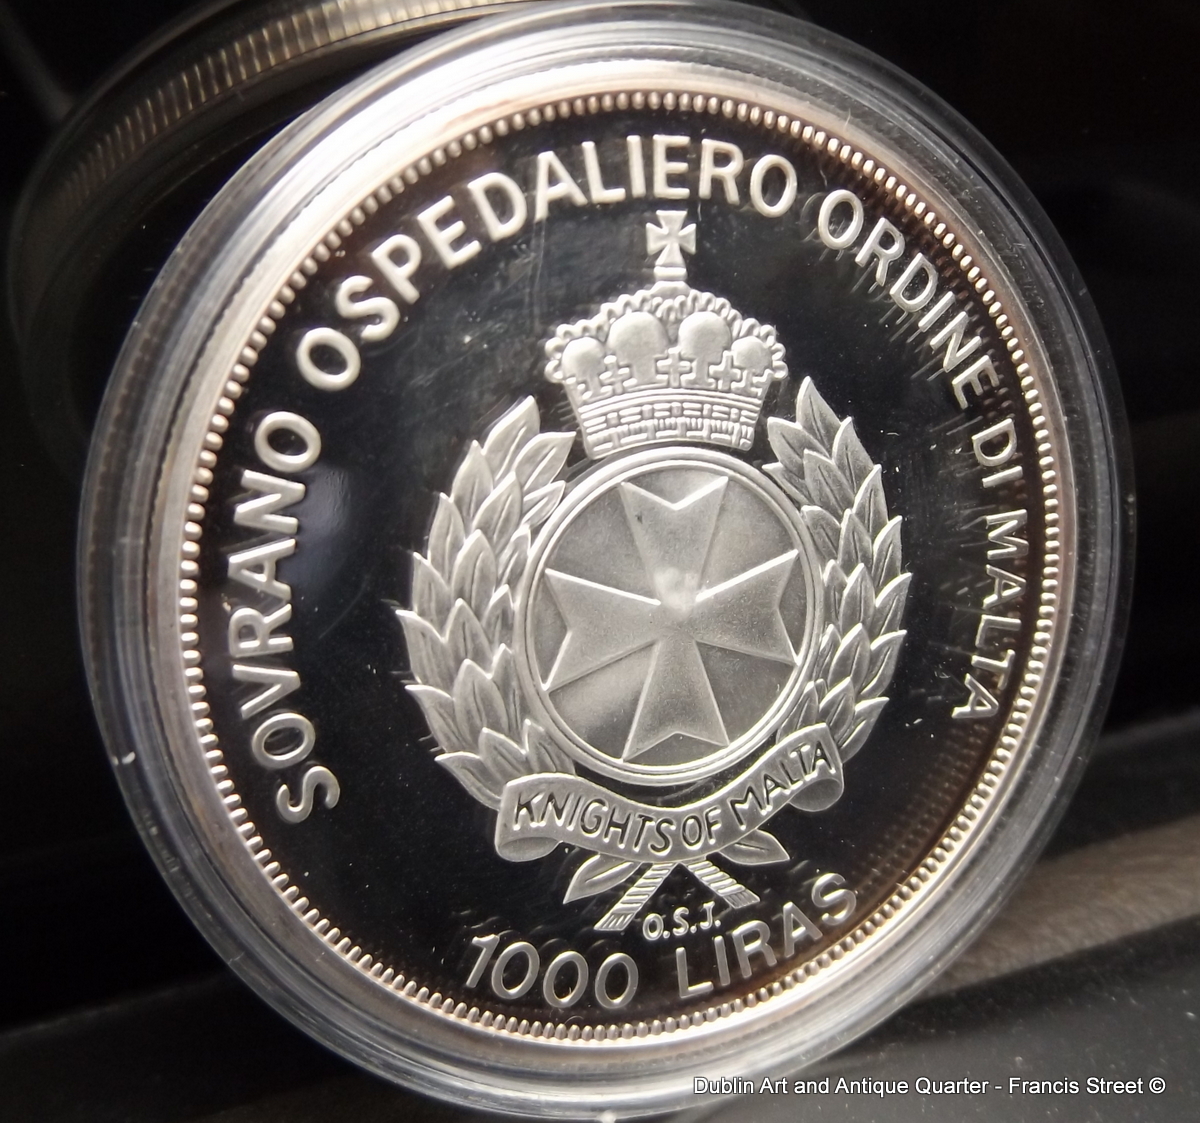 SOVRANO OSPEDALIERO ORDINE DI MALTA
KNIGHTS OF MALTA
O.S.J.
1000 LIRAS
Dublin Art and Antique Quarter - Francis Street ©